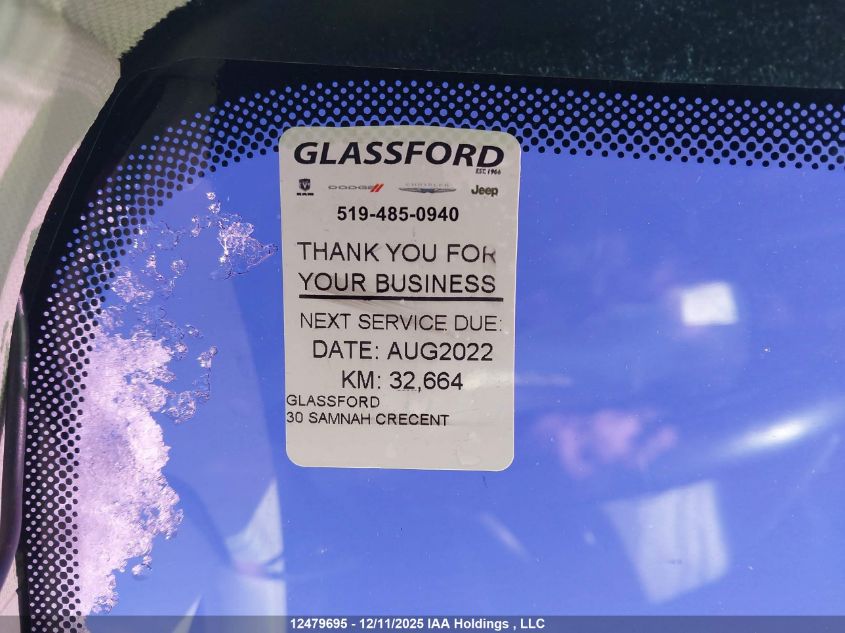 GLASSFORD
EST. 1966
RAM DODGE CHRYSLER Jeep
519-485-0940
THANK YOU FOR
YOUR BUSINESS
NEXT SERVICE DUE:
DATE: AUG2022
KM: 32,664
GLASSFORD
30 SAMNAH CRECENT
12479695 - 12/11/2025 IAA Holdings , LLC